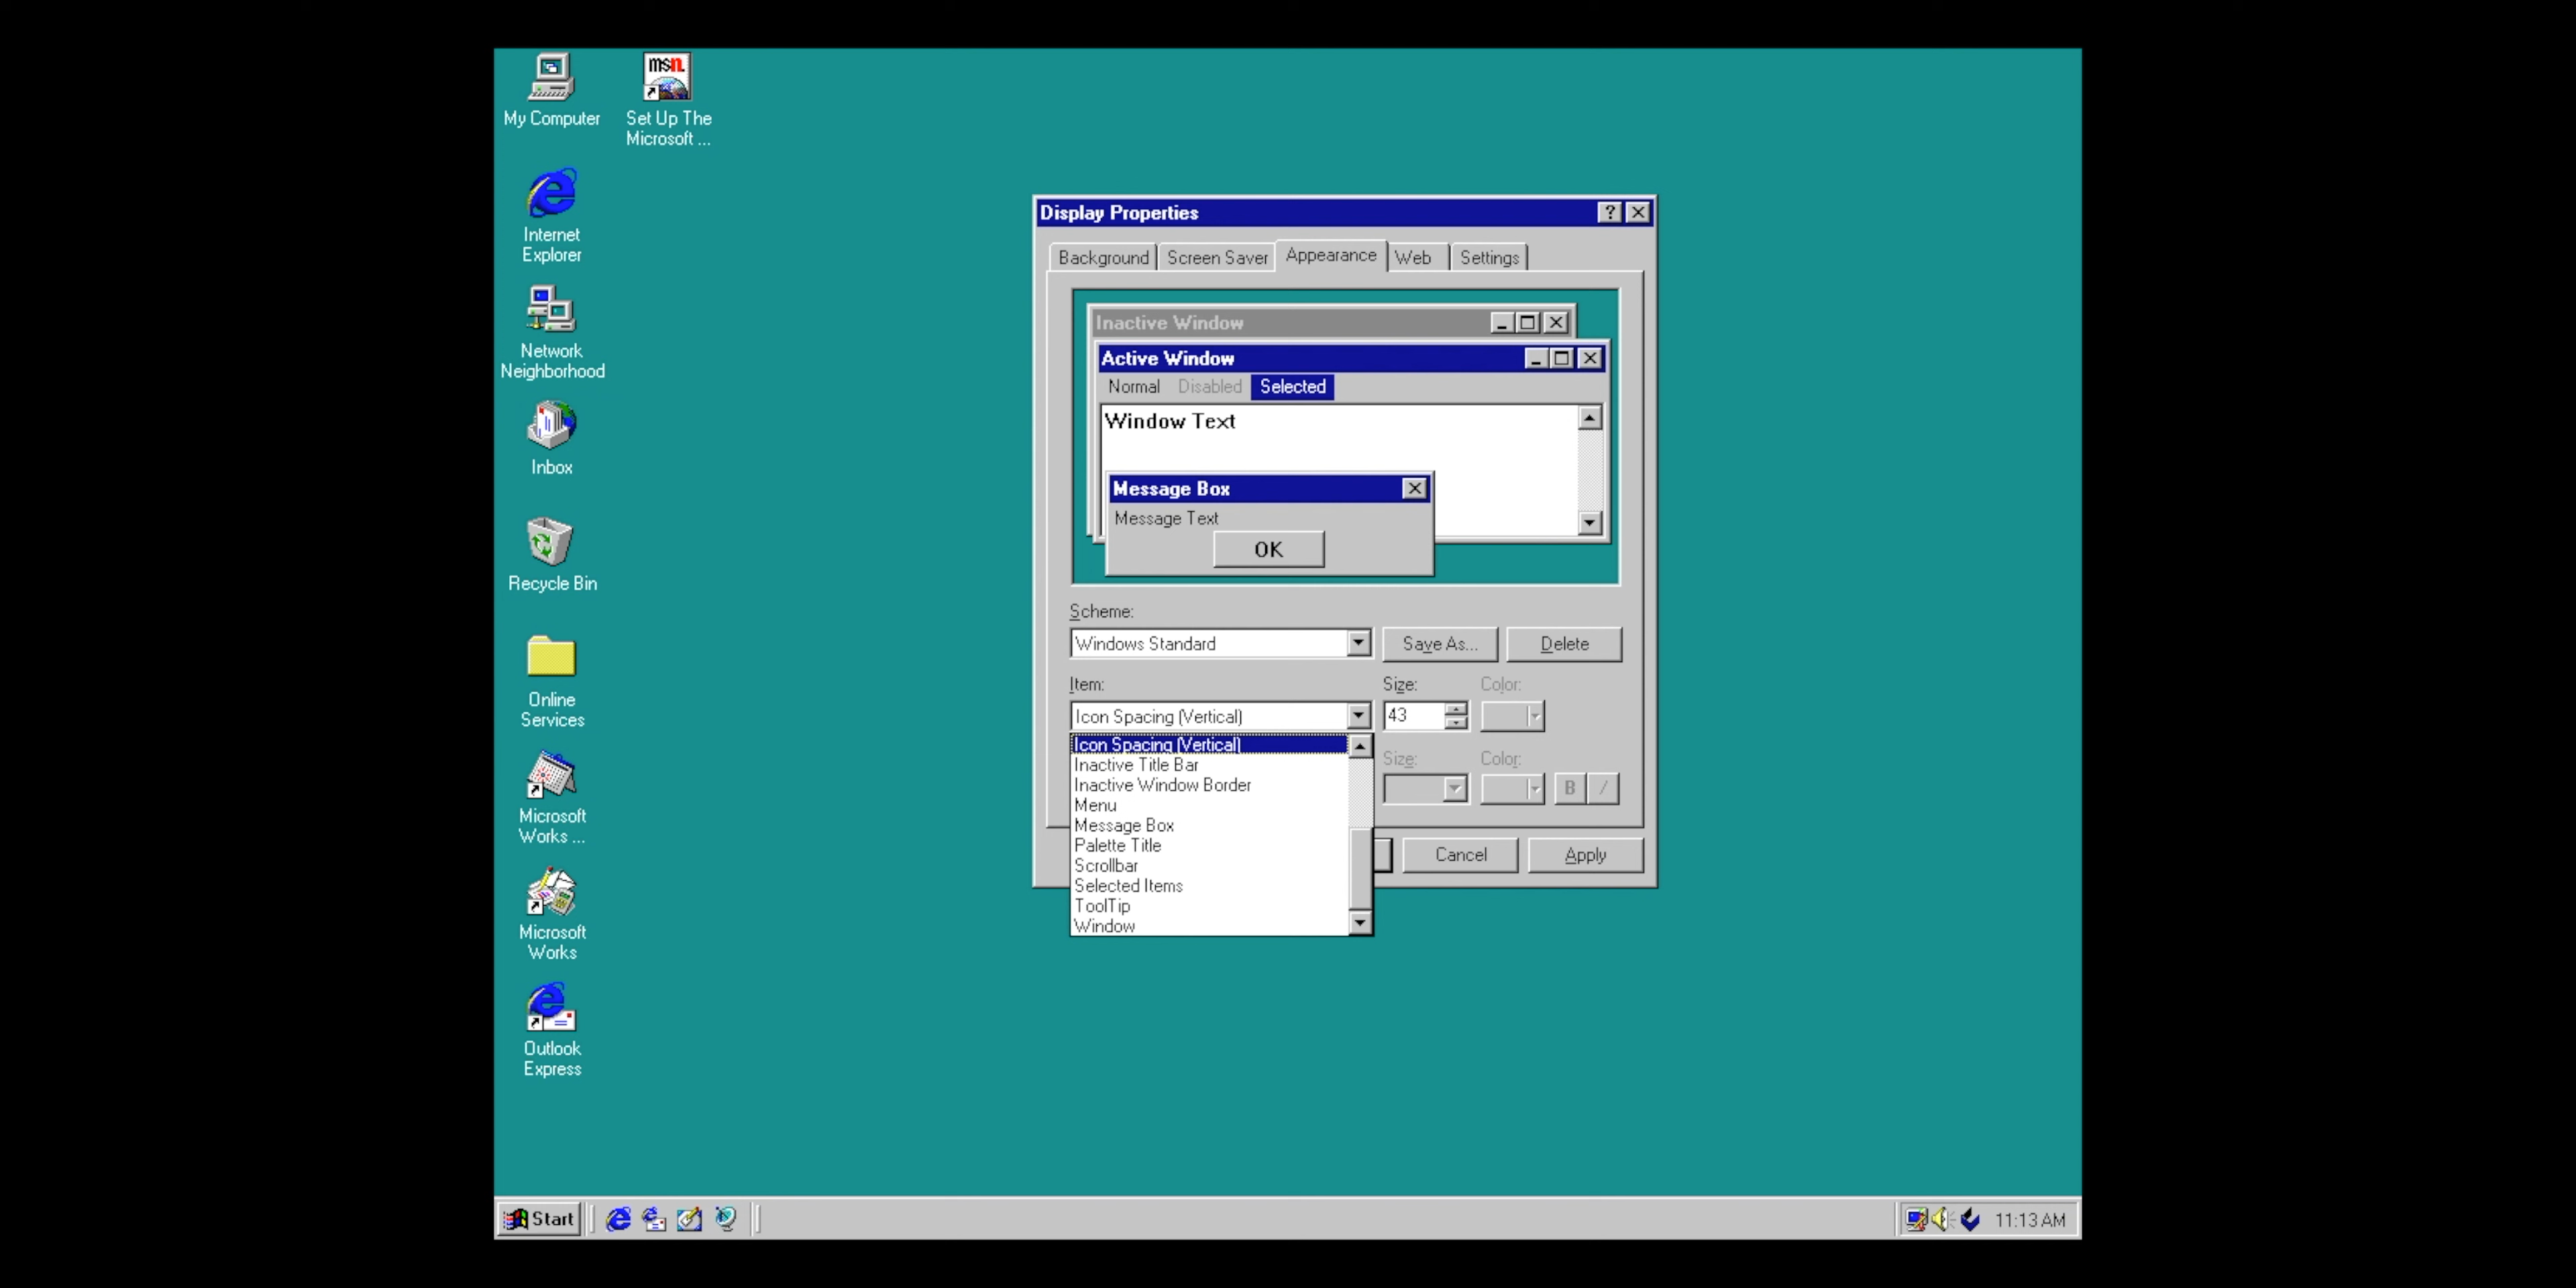 My Computer
msn.
Set Up The
Microsoft ...
Internet
Explorer
Network
Neighborhood
Inbox
Recycle Bin
Online
Services
Microsoft
Works ...
Microsoft
Works
Outlook
Express
Display Properties
Background Screen Saver Appearance Web Settings
Inactive Window
Active Window
Normal Disabled Selected
Window Text
Message Box
Message Text
OK
Scheme:
Windows Standard
Save As... Delete
Item: Size: Color:
Icon Spacing (Vertical) 43
Icon Spacing (Vertical)
Inactive Title Bar
Inactive Window Border
Menu
Message Box
Palette Title
Scrollbar
Selected Items
ToolTip
Window
Size: Color:
B /
Cancel Apply
Start
11:13 AM